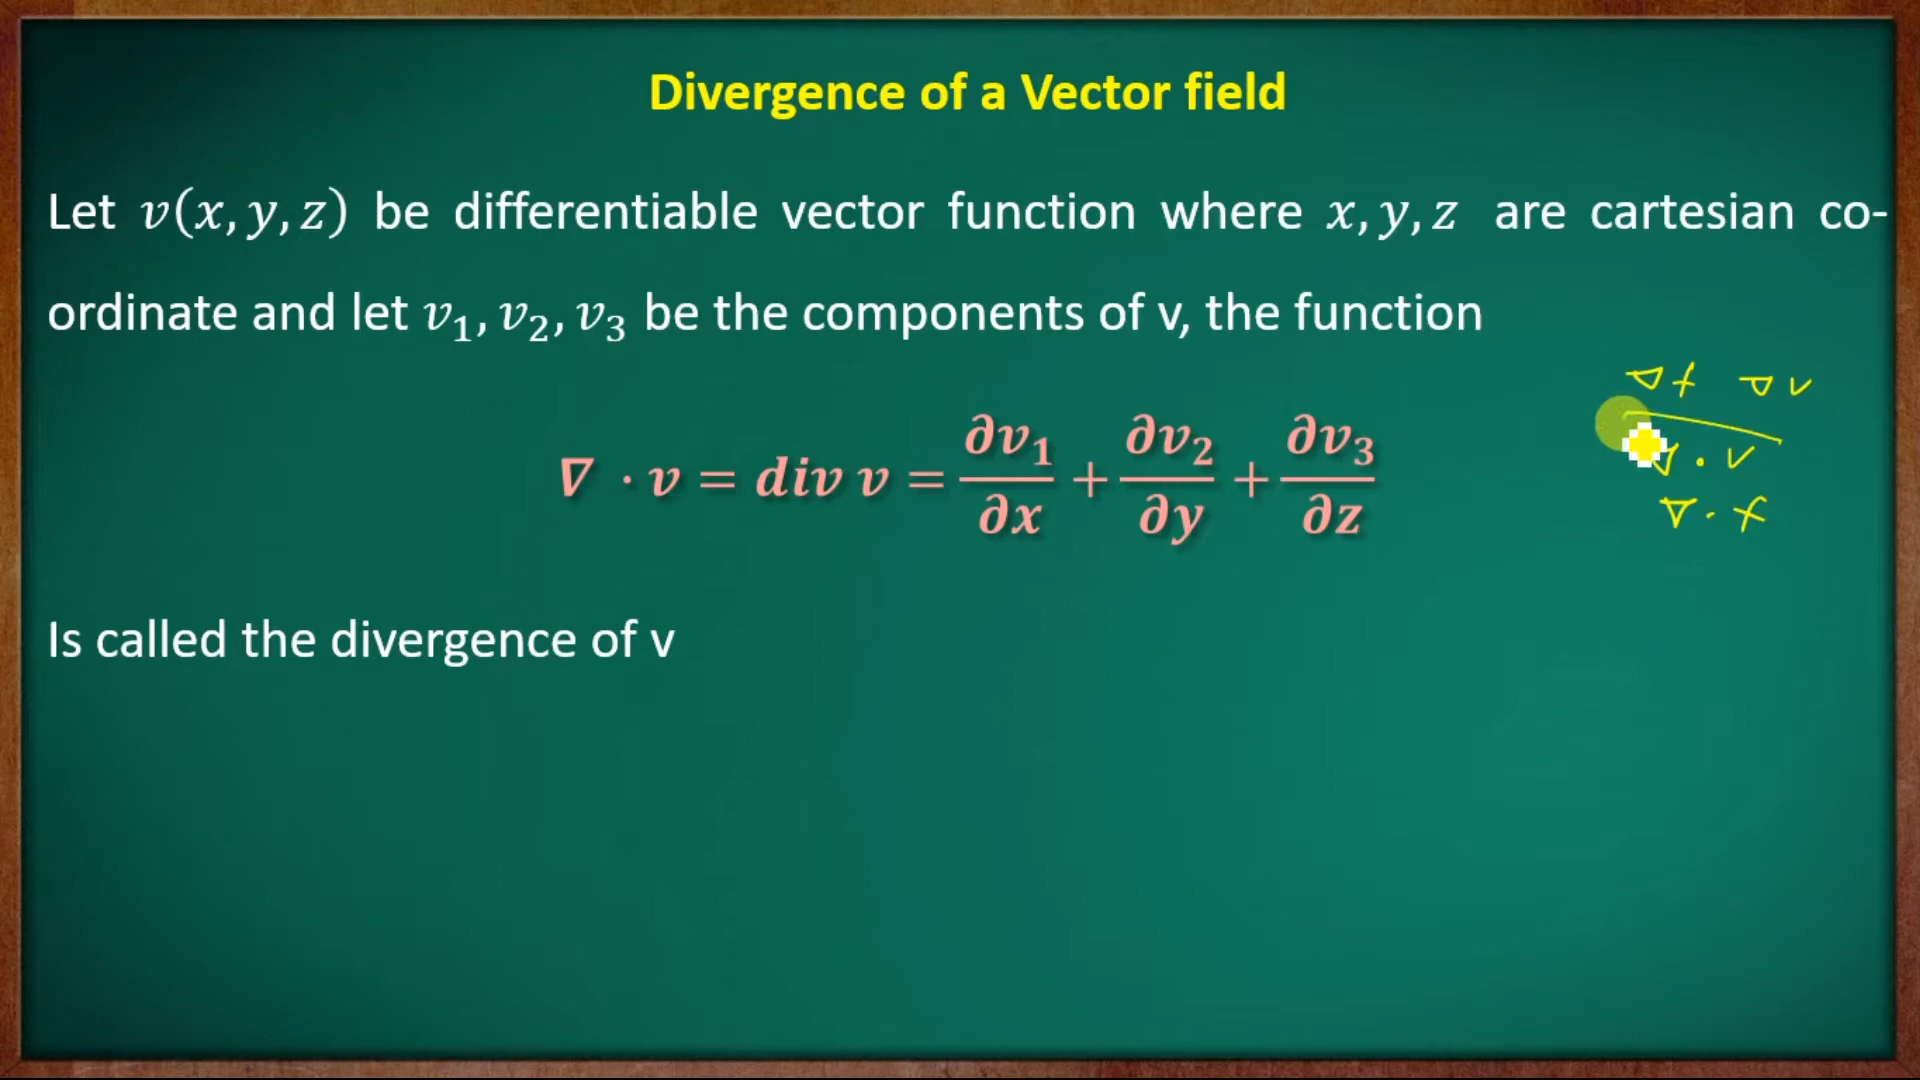 Divergence of a Vector field
Let v(x, y, z) be differentiable vector function where x, y, z are cartesian co-
ordinate and let v₁, v₂, v₃ be the components of v, the function
∇ · v = div v = ∂v₁/∂x + ∂v₂/∂y + ∂v₃/∂z
∇f ∇v
∇ · v
∇ · f
Is called the divergence of v